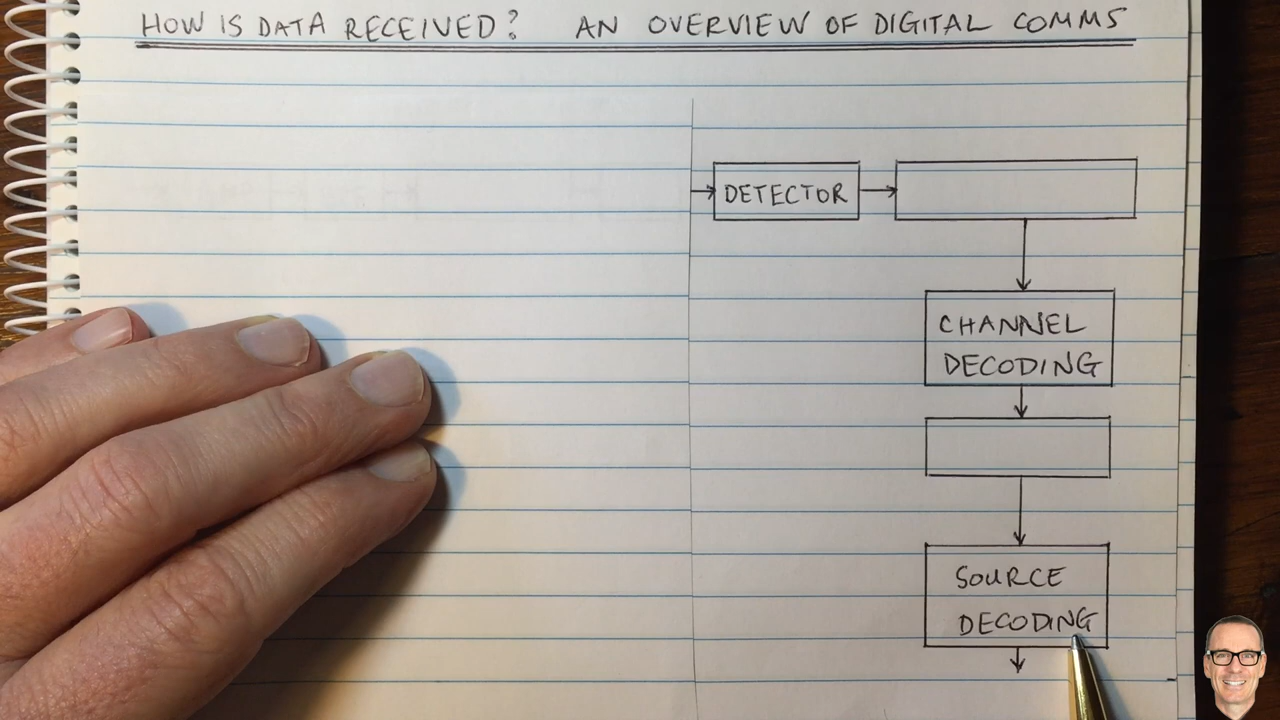 HOW IS DATA RECEIVED? AN OVERVIEW OF DIGITAL COMMS
DETECTOR
CHANNEL
DECODING
SOURCE
DECODING